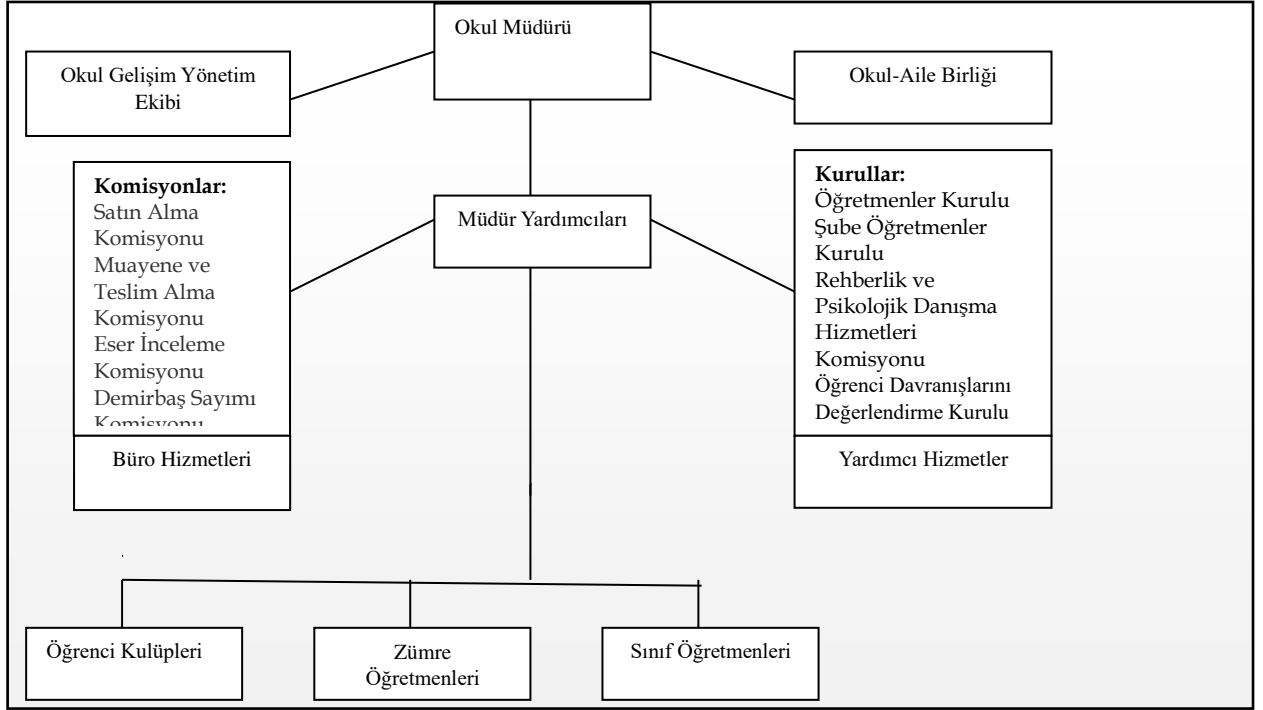 Okul Müdürü
Okul Gelişim Yönetim
Ekibi
Okul-Aile Birliği
Komisyonlar:
Satın Alma
Komisyonu
Muayene ve
Teslim Alma
Komisyonu
Eser İnceleme
Komisyonu
Demirbaş Sayımı
Komisyonu
Müdür Yardımcıları
Kurullar:
Öğretmenler Kurulu
Şube Öğretmenler
Kurulu
Rehberlik ve
Psikolojik Danışma
Hizmetleri
Komisyonu
Öğrenci Davranışlarını
Değerlendirme Kurulu
Büro Hizmetleri
Yardımcı Hizmetler
Öğrenci Kulüpleri
Zümre
Öğretmenleri
Sınıf Öğretmenleri